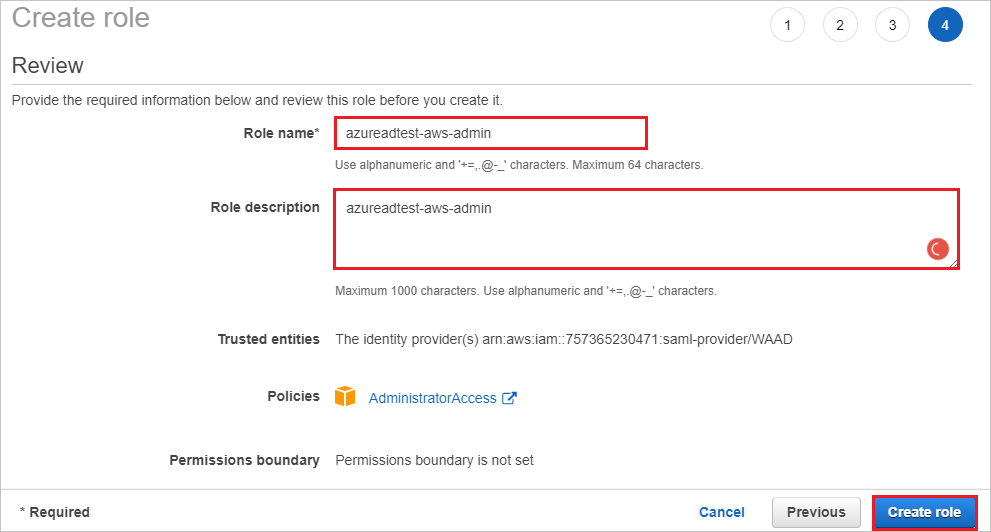 Create role
1 2 3 4
Review
Provide the required information below and review this role before you create it.
Role name* azureadtest-aws-admin
Use alphanumeric and '+=,.@-_' characters. Maximum 64 characters.
Role description azureadtest-aws-admin
Maximum 1000 characters. Use alphanumeric and '+=,.@-_' characters.
Trusted entities The identity provider(s) arn:aws:iam::757365230471:saml-provider/WAAD
Policies AdministratorAccess
Permissions boundary Permissions boundary is not set
* Required Cancel Previous Create role